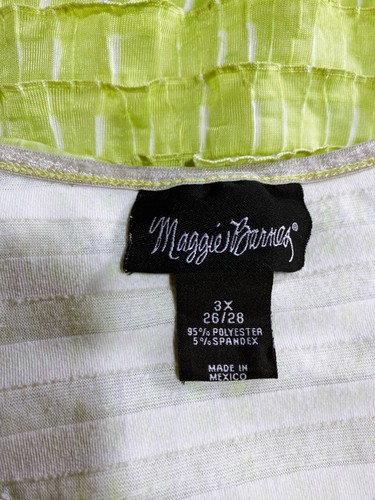 Maggie Barnes®
3X
26/28
95% POLYESTER
5% SPANDEX
MADE IN
MEXICO